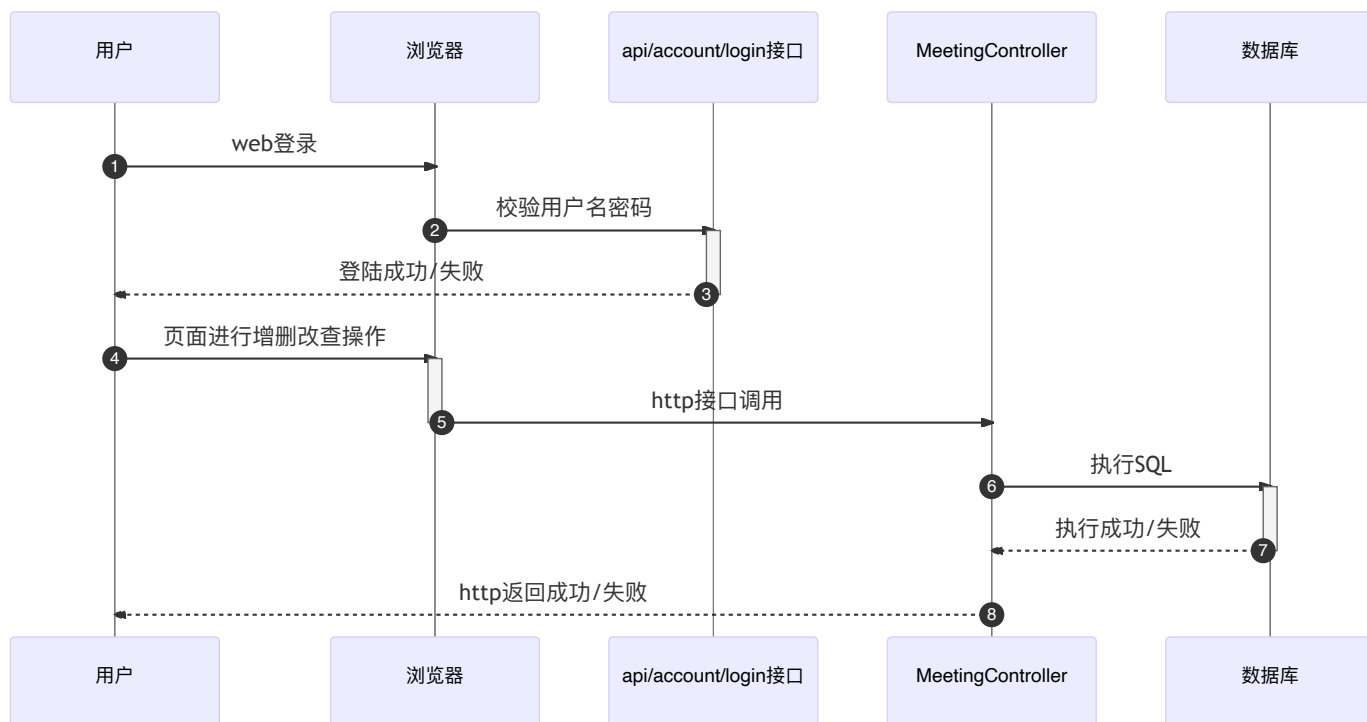 用户
浏览器
api/account/login接口
MeetingController
数据库
web登录
1
校验用户名密码
2
登陆成功/失败
3
页面进行增删改查操作
4
http接口调用
5
执行SQL
6
执行成功/失败
7
http返回成功/失败
8
用户
浏览器
api/account/login接口
MeetingController
数据库